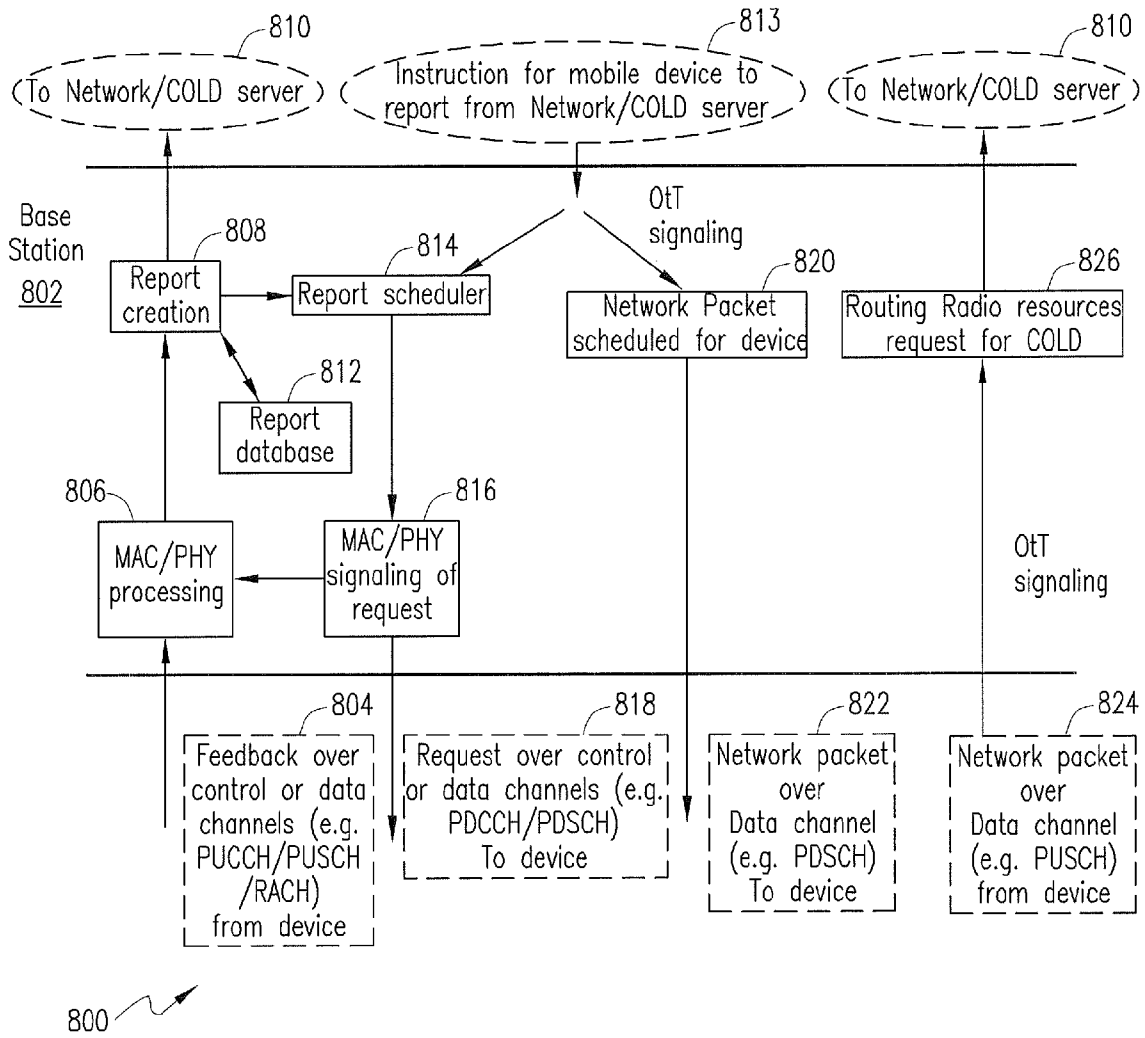 810
813
810
To Network/COLD server
Instruction for mobile device to
report from Network/COLD server
To Network/COLD server
Base
Station
802
808
Report
creation
814
Report scheduler
OtT
signaling
820
Network Packet
scheduled for device
826
Routing Radio resources
request for COLD
812
Report
database
806
MAC/PHY
processing
816
MAC/PHY
signaling of
request
OtT
signaling
804
Feedback over
control or data
channels (e.g.
PUCCH/PUSCH
/RACH)
from device
818
Request over control
or data channels (e.g.
PDCCH/PDSCH)
To device
822
Network packet
over
Data channel
(e.g. PDSCH)
To device
824
Network packet
over
Data channel
(e.g. PUSCH)
from device
800